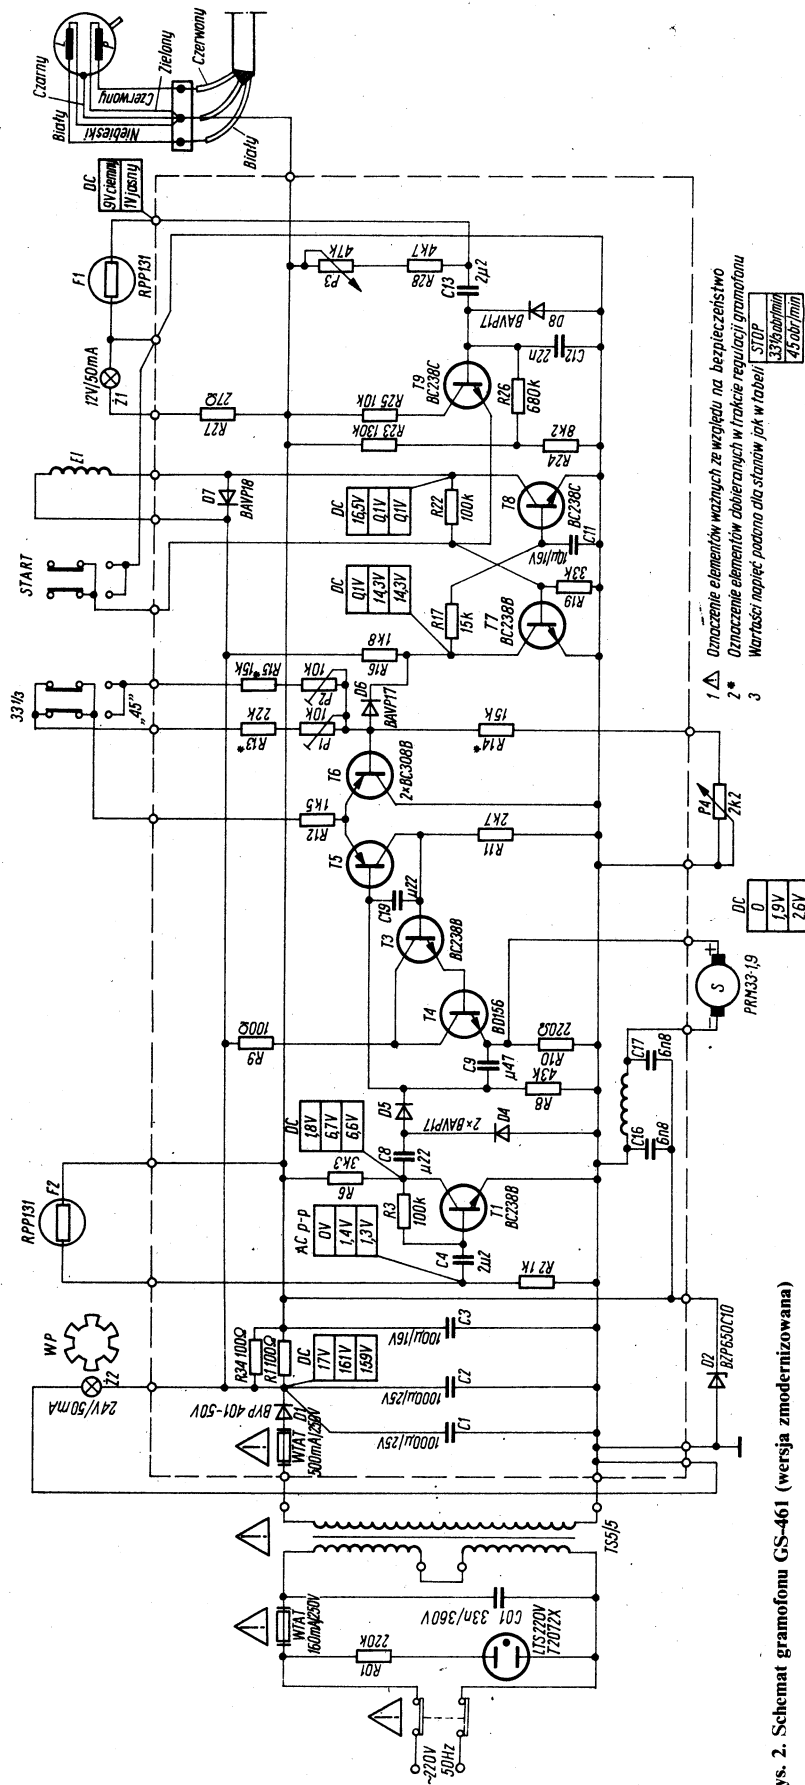 ~220V
50Hz
WTAT
160mA/250V
R01
220k
C01
33n/360V
LTS220V
T2072X
TS5/5
WTAT
500mA/250V
D1
BYP 401-50V
24V/50mA
Ż2
WP
R34 100Ω
R1 100Ω
DC
17V
16,1V
15,9V
C1
1000µ/25V
C2
1000µ/25V
C3
100µ/16V
D2
BZP650C10
RPP131
F2
AC p-p
0V
1,4V
1,3V
R2 1k
C4
2µ2
R3
100k
R6
3k3
T1
BC238B
DC
1,8V
6,7V
6,6V
C8
µ22
D5
D4
2×BAVP17
R9
100Ω
C9
µ47
R8
43k
T4
BD156
R10
220Ω
T3
BC238B
C19
µ22
C16
6n8
C17
6n8
S
PRM33-1,9
+
-
DC
0
1,9V
2,6V
T5
R12
1k5
R11
2k7
T6
2×BC308B
33 1/3
"45"
R13*
22k
R15*
15k
P1
10k
P2
10k
D6
BAVP17
R14*
15k
P4
2k2
R16
1k8
R17
15k
DC
0,1V
14,3V
14,3V
T7
BC238B
R19
33k
START
E1
D7
BAVP18
DC
16,5V
0,1V
0,1V
R22
100k
T8
BC238C
C11
10µ/16V
12V/50mA
Ż1
R27
27Ω
R23 130k
R25 10k
R24
8k2
R26
680k
T9
BC238C
C12
22n
D8
BAVP17
C13
2µ2
R28
4k7
P3
47k
F1
RPP131
DC
9V ciemny
1V jasny
Biały
Czarny
Niebieski
Czerwony
Zielony
Czerwony
Biały
L
P
1 ⚠ Oznaczenie elementów ważnych ze względu na bezpieczeństwo
2 * Oznaczenie elementów dobieranych w trakcie regulacji gramofonu
3 Wartości napięć podano dla stanów jak w tabeli
STOP
33⅓obr/min
45obr/min
ys. 2. Schemat gramofonu GS-461 (wersja zmodernizowana)